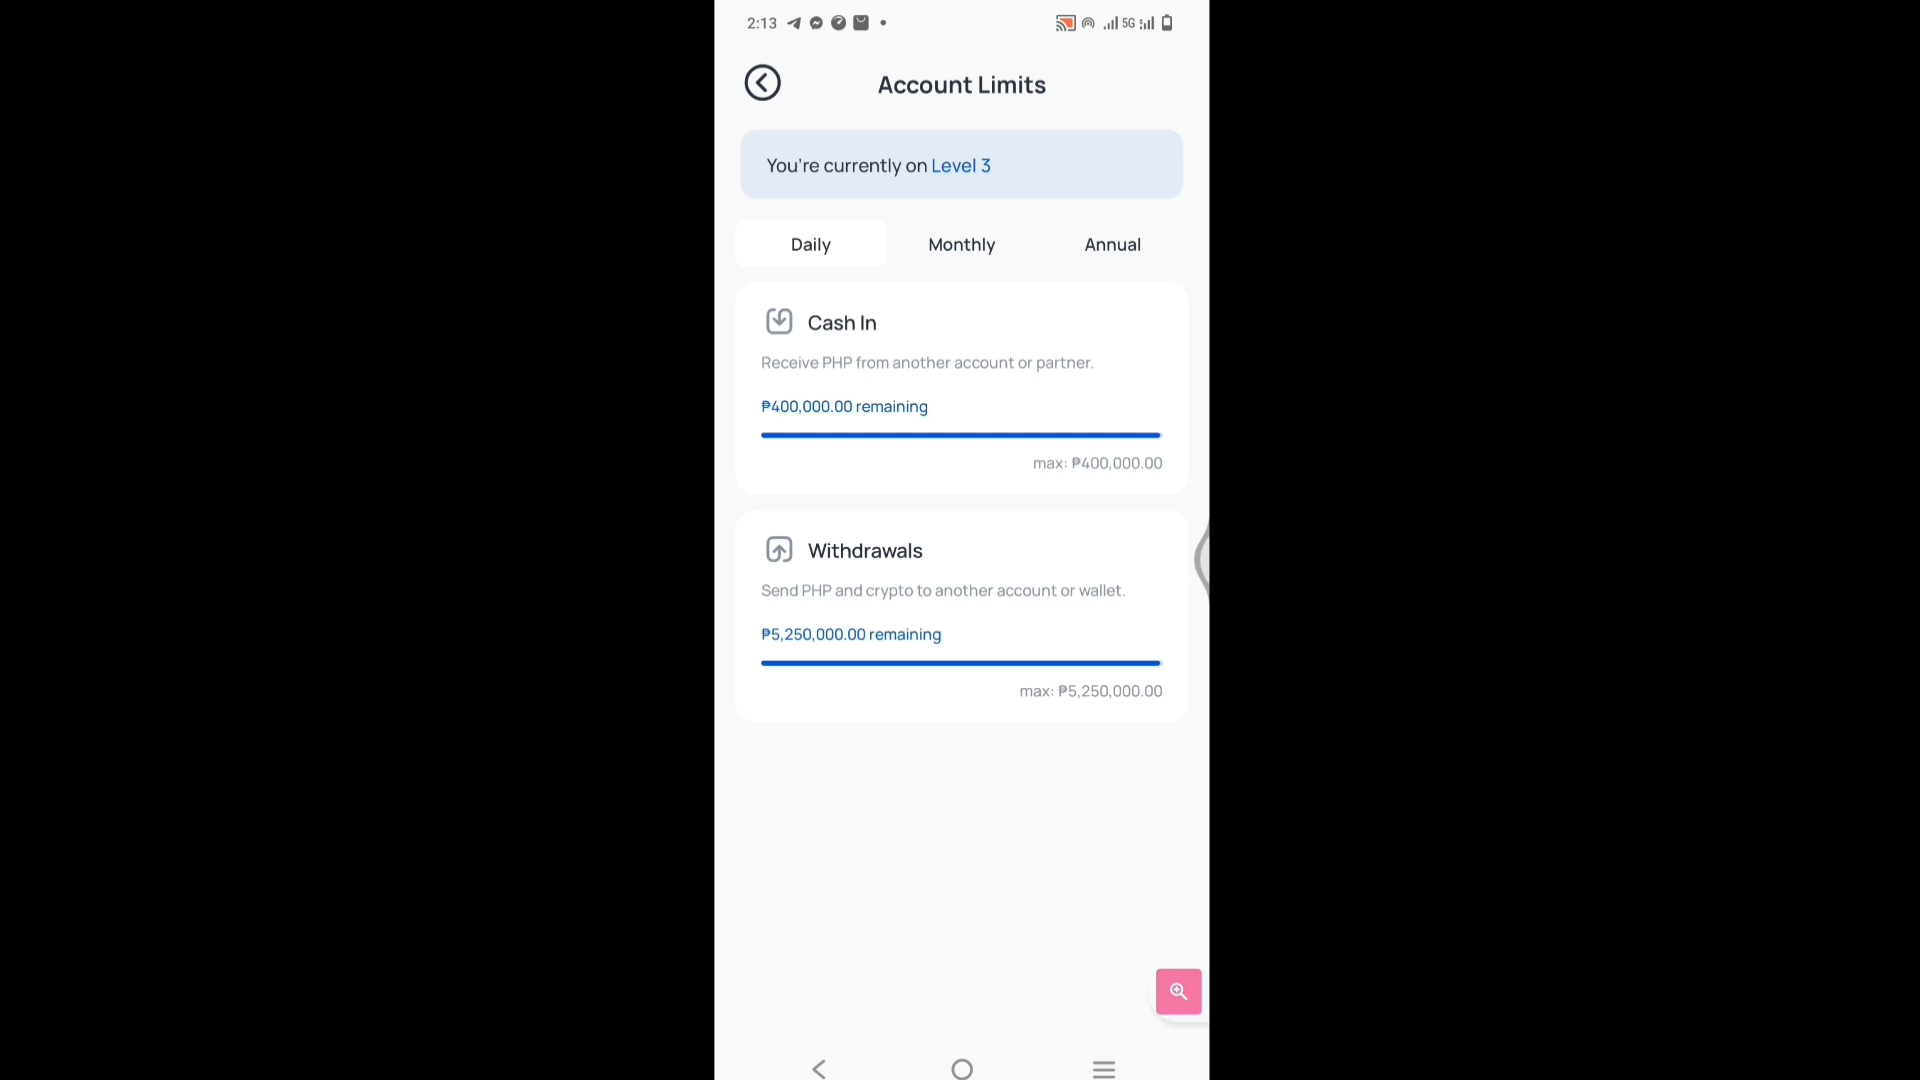 2:13
5G
Account Limits
You're currently on Level 3
Daily Monthly Annual
Cash In
Receive PHP from another account or partner.
₱400,000.00 remaining
max: ₱400,000.00
Withdrawals
Send PHP and crypto to another account or wallet.
₱5,250,000.00 remaining
max: ₱5,250,000.00